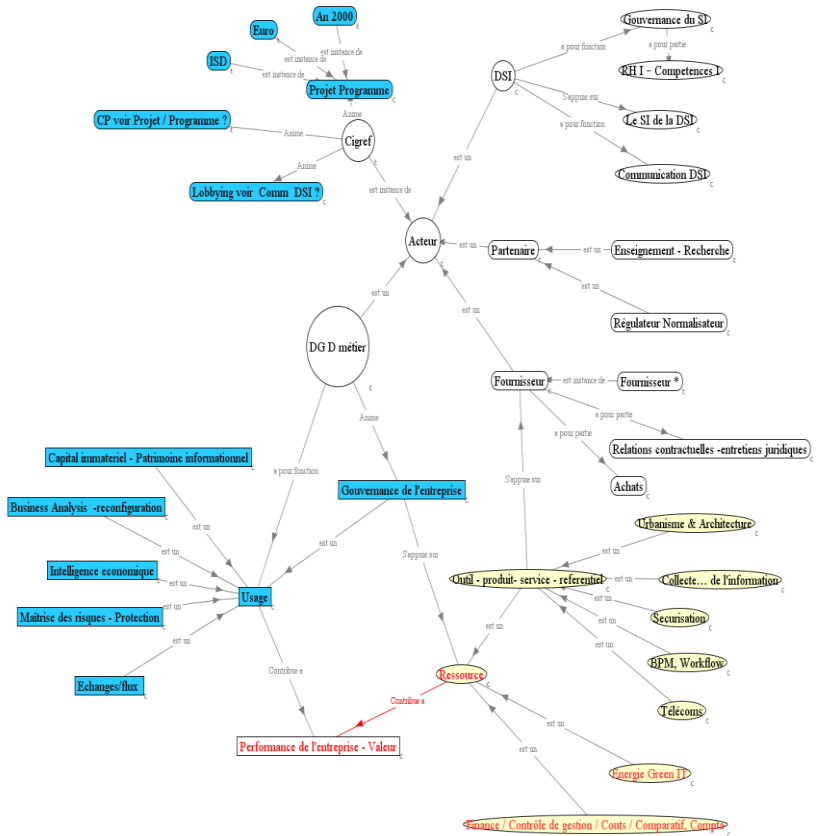 An 2000
t
Gouvernance du SI
c
Euro
t
a pour fonction
a pour partie
est instance de
ISD
t
est instance de
RH I - Competences I
c
DSI
c
Projet Programme
c
S'appuie sur
Anime
CP voir Projet / Programme ?
t
Anime
Le SI de la DSI
c
a pour fonction
Cigref
t
est un
Anime
Communication DSI
c
Lobbying voir Comm DSI ?
c
est instance de
Acteur
c
est un
Partenaire
c
est un
Enseignement - Recherche
c
est un
est un
est un
Régulateur Normalisateur
c
DG D métier
c
Fournisseur
c
est instance de
Fournisseur *
t
Anime
a pour partie
a pour partie
Relations contractuelles -entretiens juridiques
c
Capital immateriel - Patrimoine informationnel
c
a pour fonction
S'appuie sur
Achats
c
Gouvernance de l'entreprise
c
Business Analysis -reconfiguration
c
est un
Urbanisme & Architecture
c
est un
est un
S'appuie sur
est un
Intelligence economique
c
est un
Outil - produit- service - referentiel
c
est un
Collecte... de l'information
c
Usage
c
est un
Maîtrise des risques - Protection
c
est un
est un
Securisation
c
est un
est un
BPM, Workflow
c
Echanges/flux
c
Contribue a
Ressource
c
est un
Télécoms
c
Contribue a
est un
Performance de l'entreprise - Valeur
c
est un
Energie Green IT
c
Finance / Contrôle de gestion / Couts / Comparatif, Compta
c